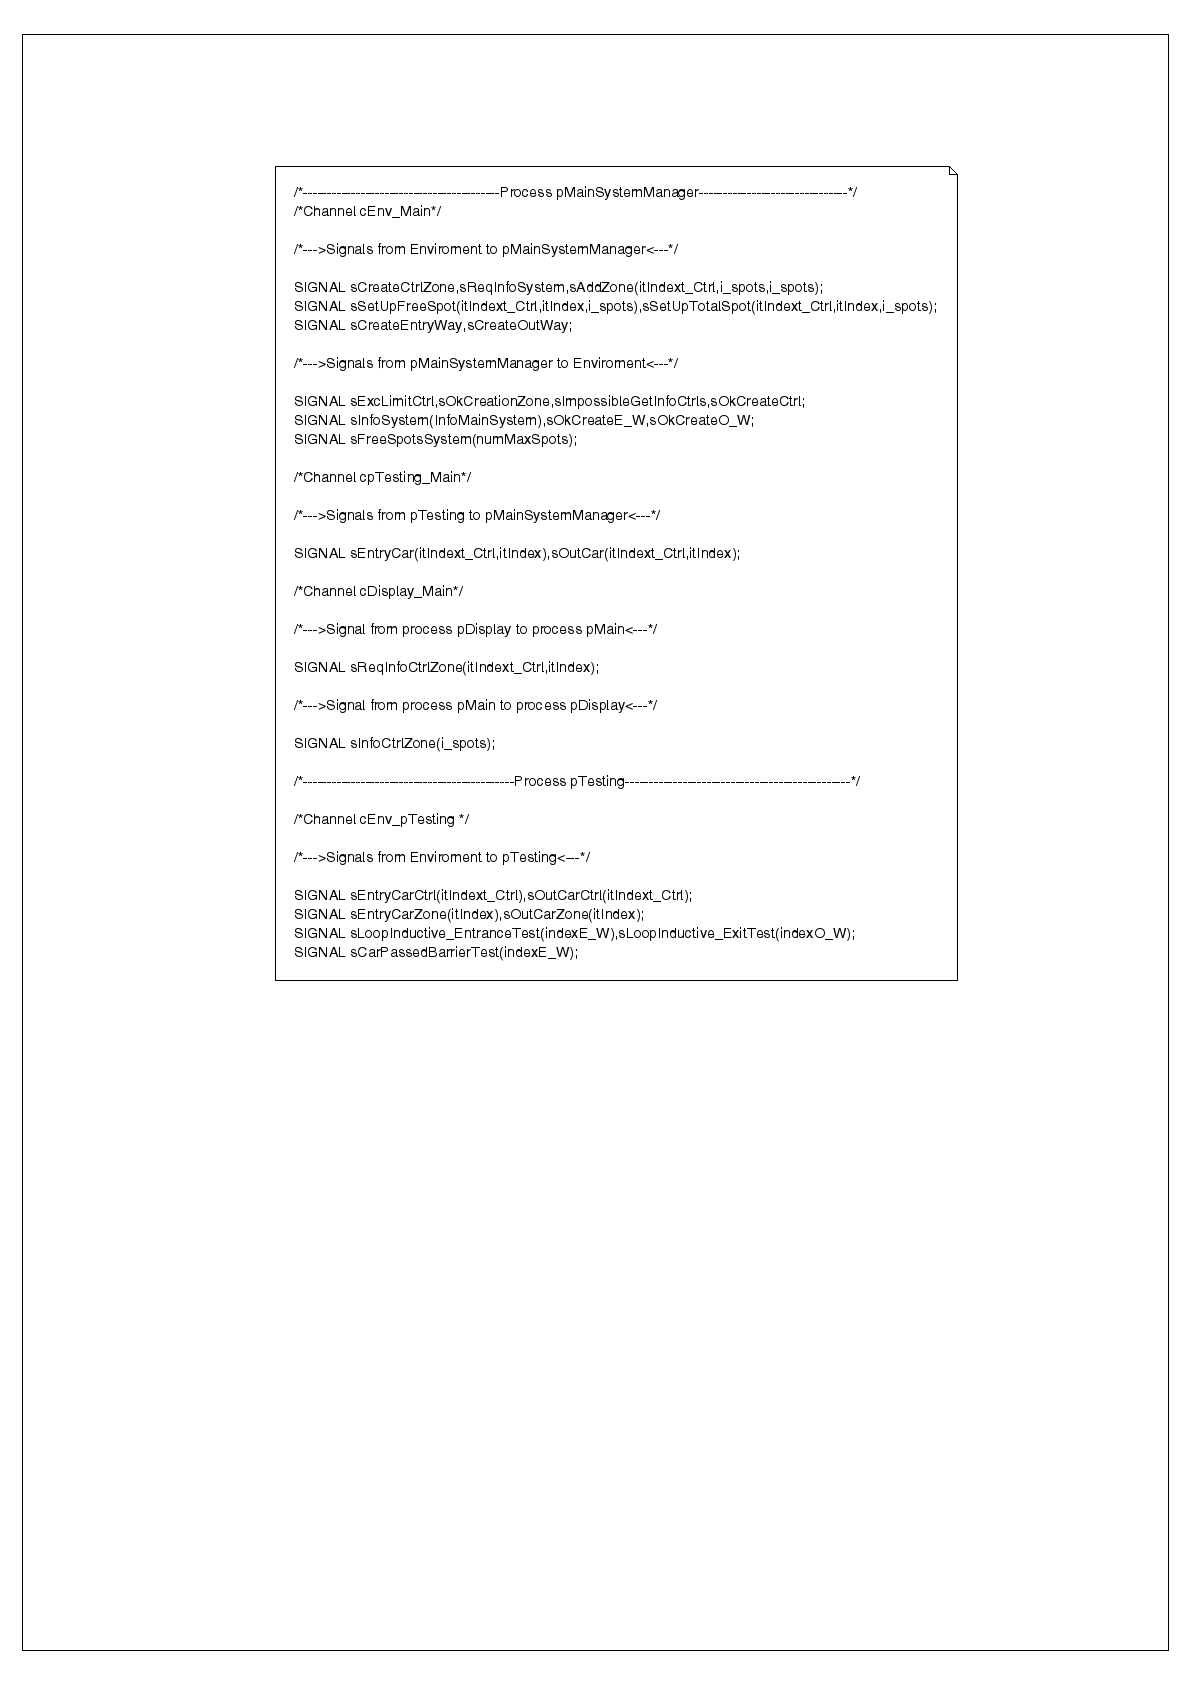 /*-----------------------------------------Process pMainSystemManager-------------------------------*/
/*Channel cEnv_Main*/
/*--->Signals from Enviroment to pMainSystemManager<---*/
SIGNAL sCreateCtrlZone,sReqInfoSystem,sAddZone(itIndext_Ctrl,i_spots,i_spots);
SIGNAL sSetUpFreeSpot(itIndext_Ctrl,itIndex,i_spots),sSetUpTotalSpot(itIndext_Ctrl,itIndex,i_spots);
SIGNAL sCreateEntryWay,sCreateOutWay;
/*--->Signals from pMainSystemManager to Enviroment<---*/
SIGNAL sExcLimitCtrl,sOkCreationZone,sImpossibleGetInfoCtrls,sOkCreateCtrl;
SIGNAL sInfoSystem(InfoMainSystem),sOkCreateE_W,sOkCreateO_W;
SIGNAL sFreeSpotsSystem(numMaxSpots);
/*Channel cpTesting_Main*/
/*--->Signals from pTesting to pMainSystemManager<---*/
SIGNAL sEntryCar(itIndext_Ctrl,itIndex),sOutCar(itIndext_Ctrl,itIndex);
/*Channel cDisplay_Main*/
/*--->Signal from process pDisplay to process pMain<---*/
SIGNAL sReqInfoCtrlZone(itIndext_Ctrl,itIndex);
/*--->Signal from process pMain to process pDisplay<---*/
SIGNAL sInfoCtrlZone(i_spots);
/*--------------------------------------------Process pTesting-----------------------------------------------*/
/*Channel cEnv_pTesting */
/*--->Signals from Enviroment to pTesting<---*/
SIGNAL sEntryCarCtrl(itIndext_Ctrl),sOutCarCtrl(itIndext_Ctrl);
SIGNAL sEntryCarZone(itIndex),sOutCarZone(itIndex);
SIGNAL sLoopInductive_EntranceTest(indexE_W),sLoopInductive_ExitTest(indexO_W);
SIGNAL sCarPassedBarrierTest(indexE_W);